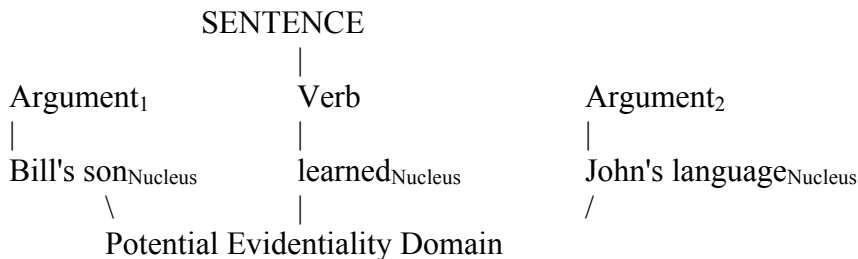 SENTENCE
|
Argument₁ Verb Argument₂
| | |
Bill's sonNucleus learnedNucleus John's languageNucleus
\ | /
Potential Evidentiality Domain